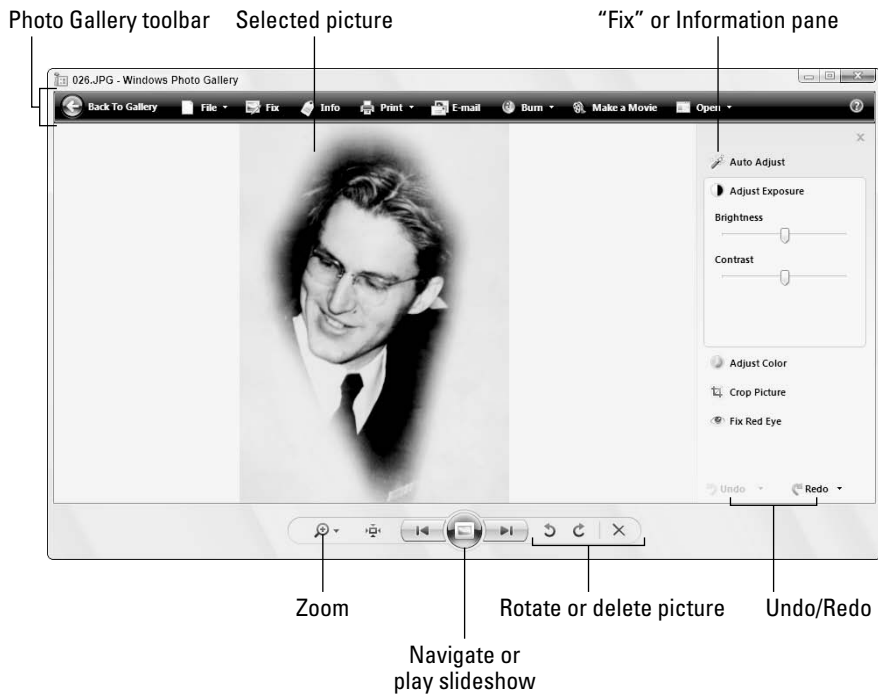 Photo Gallery toolbar
Selected picture
“Fix” or Information pane
026.JPG - Windows Photo Gallery
Back To Gallery File Fix Info Print E-mail Burn Make a Movie Open
Auto Adjust
Adjust Exposure
Brightness
Contrast
Adjust Color
Crop Picture
Fix Red Eye
Undo Redo
Zoom
Rotate or delete picture
Undo/Redo
Navigate or
play slideshow